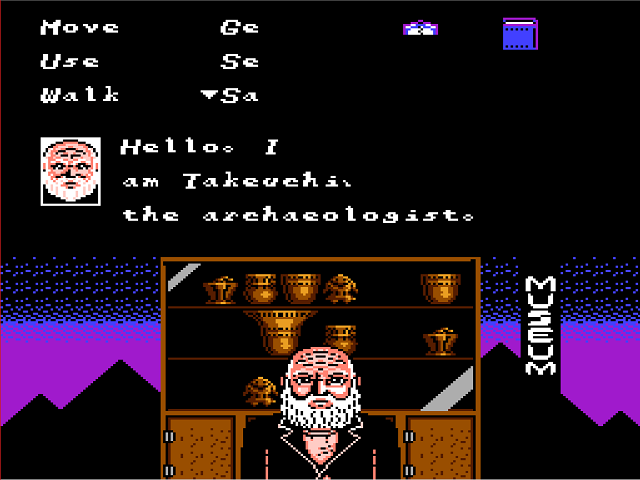 Move Ge
Use Se
Walk Sa
Hello. I
am Takeuchi,
the archaeologist.
MUSEUM